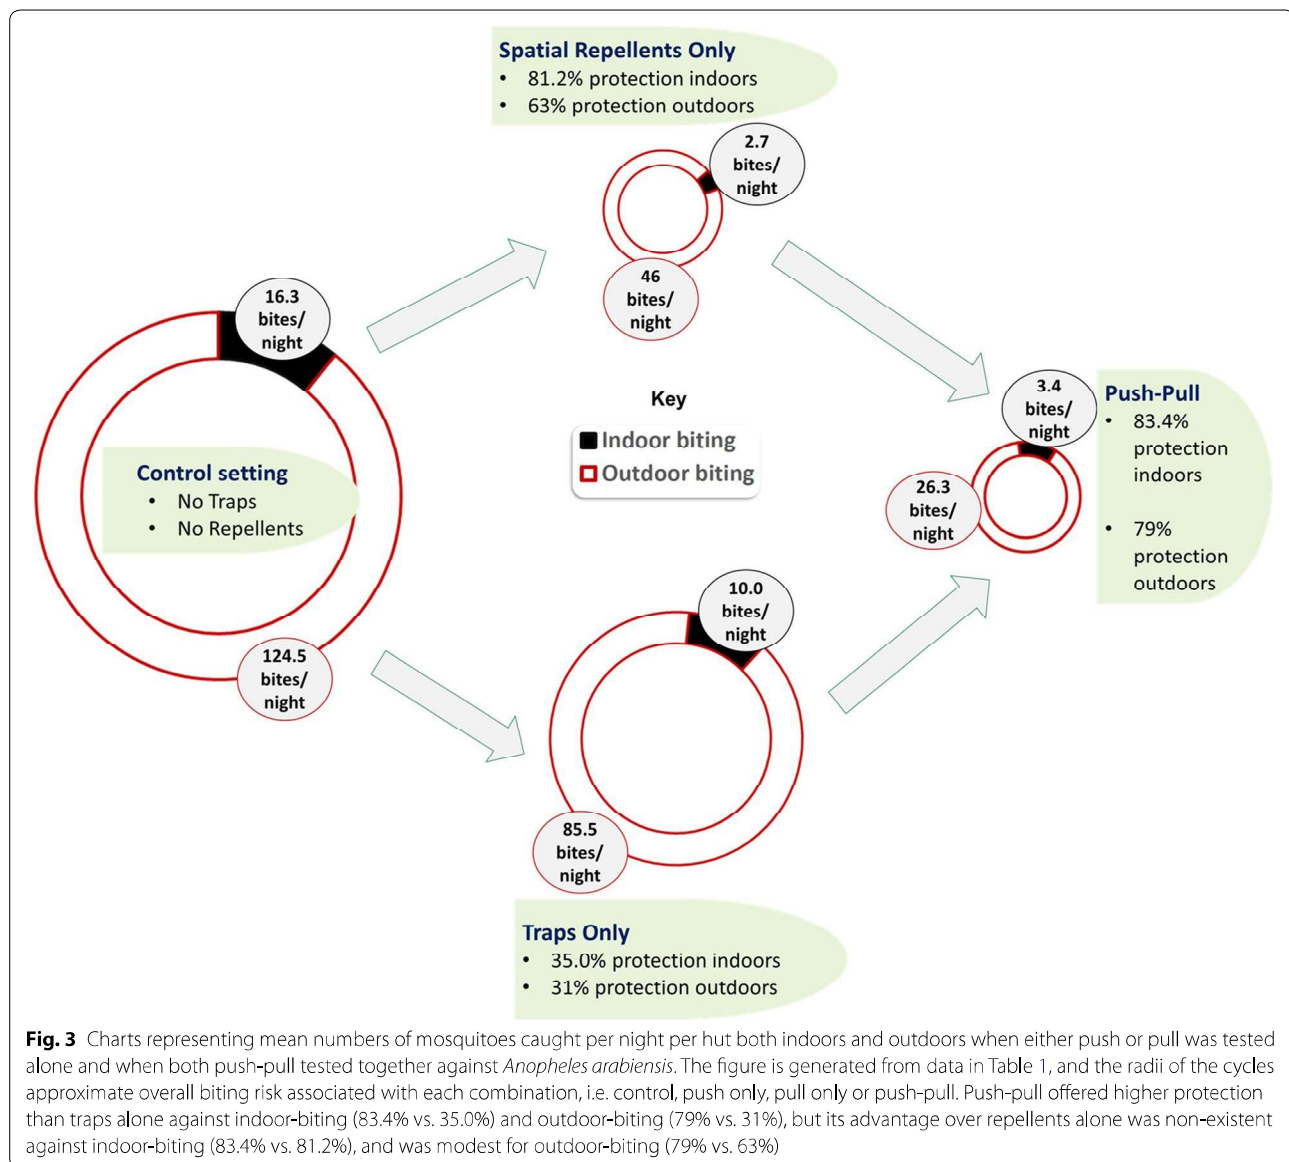 Spatial Repellents Only
• 81.2% protection indoors
• 63% protection outdoors
2.7
bites/
night
46
bites/
night
16.3
bites/
night
Control setting
• No Traps
• No Repellents
124.5
bites/
night
Key
Indoor biting
Outdoor biting
3.4
bites/
night
26.3
bites/
night
Push-Pull
• 83.4%
protection
indoors
• 79%
protection
outdoors
10.0
bites/
night
85.5
bites/
night
Traps Only
• 35.0% protection indoors
• 31% protection outdoors
Fig. 3 Charts representing mean numbers of mosquitoes caught per night per hut both indoors and outdoors when either push or pull was tested
alone and when both push-pull tested together against Anopheles arabiensis. The figure is generated from data in Table 1, and the radii of the cycles
approximate overall biting risk associated with each combination, i.e. control, push only, pull only or push-pull. Push-pull offered higher protection
than traps alone against indoor-biting (83.4% vs. 35.0%) and outdoor-biting (79% vs. 31%), but its advantage over repellents alone was non-existent
against indoor-biting (83.4% vs. 81.2%), and was modest for outdoor-biting (79% vs. 63%)